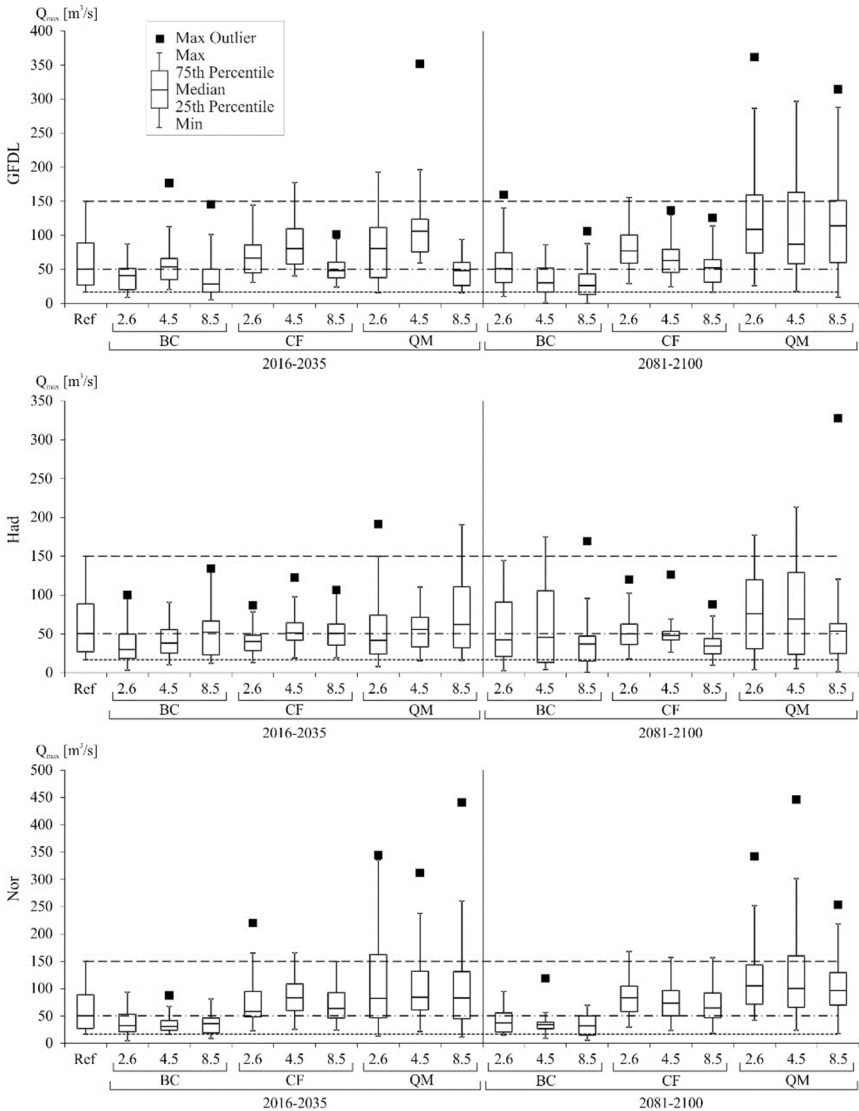 Qmax [m³/s]
400
350
300
250
200
150
100
50
0
GFDL
Max Outlier
Max
75th Percentile
Median
25th Percentile
Min
Ref 2.6 4.5 8.5 2.6 4.5 8.5 2.6 4.5 8.5 2.6 4.5 8.5 2.6 4.5 8.5 2.6 4.5 8.5
BC CF QM BC CF QM
2016-2035 2081-2100
Qmax [m³/s]
350
300
250
200
150
100
50
0
Had
Ref 2.6 4.5 8.5 2.6 4.5 8.5 2.6 4.5 8.5 2.6 4.5 8.5 2.6 4.5 8.5 2.6 4.5 8.5
BC CF QM BC CF QM
2016-2035 2081-2100
Qmax [m³/s]
500
450
400
350
300
250
200
150
100
50
0
Nor
Ref 2.6 4.5 8.5 2.6 4.5 8.5 2.6 4.5 8.5 2.6 4.5 8.5 2.6 4.5 8.5 2.6 4.5 8.5
BC CF QM BC CF QM
2016-2035 2081-2100